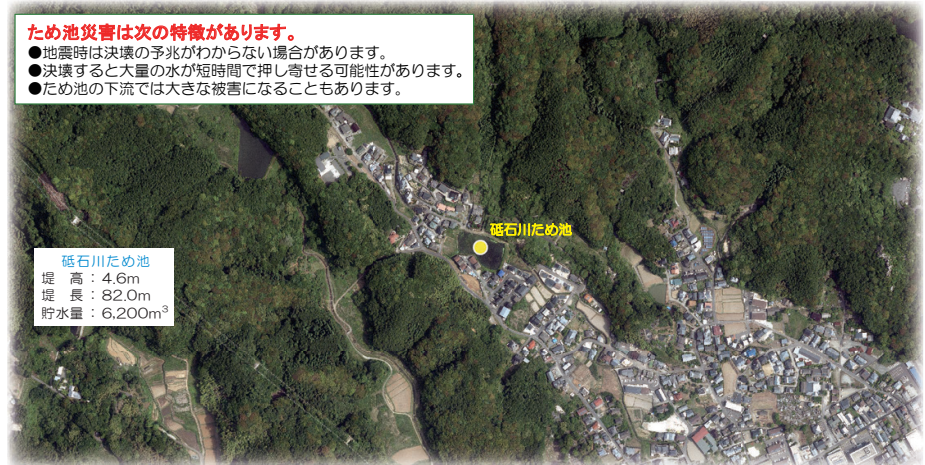 ため池災害は次の特徴があります。
●地震時は決壊の予兆がわからない場合があります。
●決壊すると大量の水が短時間で押し寄せる可能性があります。
●ため池の下流では大きな被害になることもあります。
砥石川ため池
砥石川ため池
堤　高：4.6m
堤　長：82.0m
貯水量：6,200m³